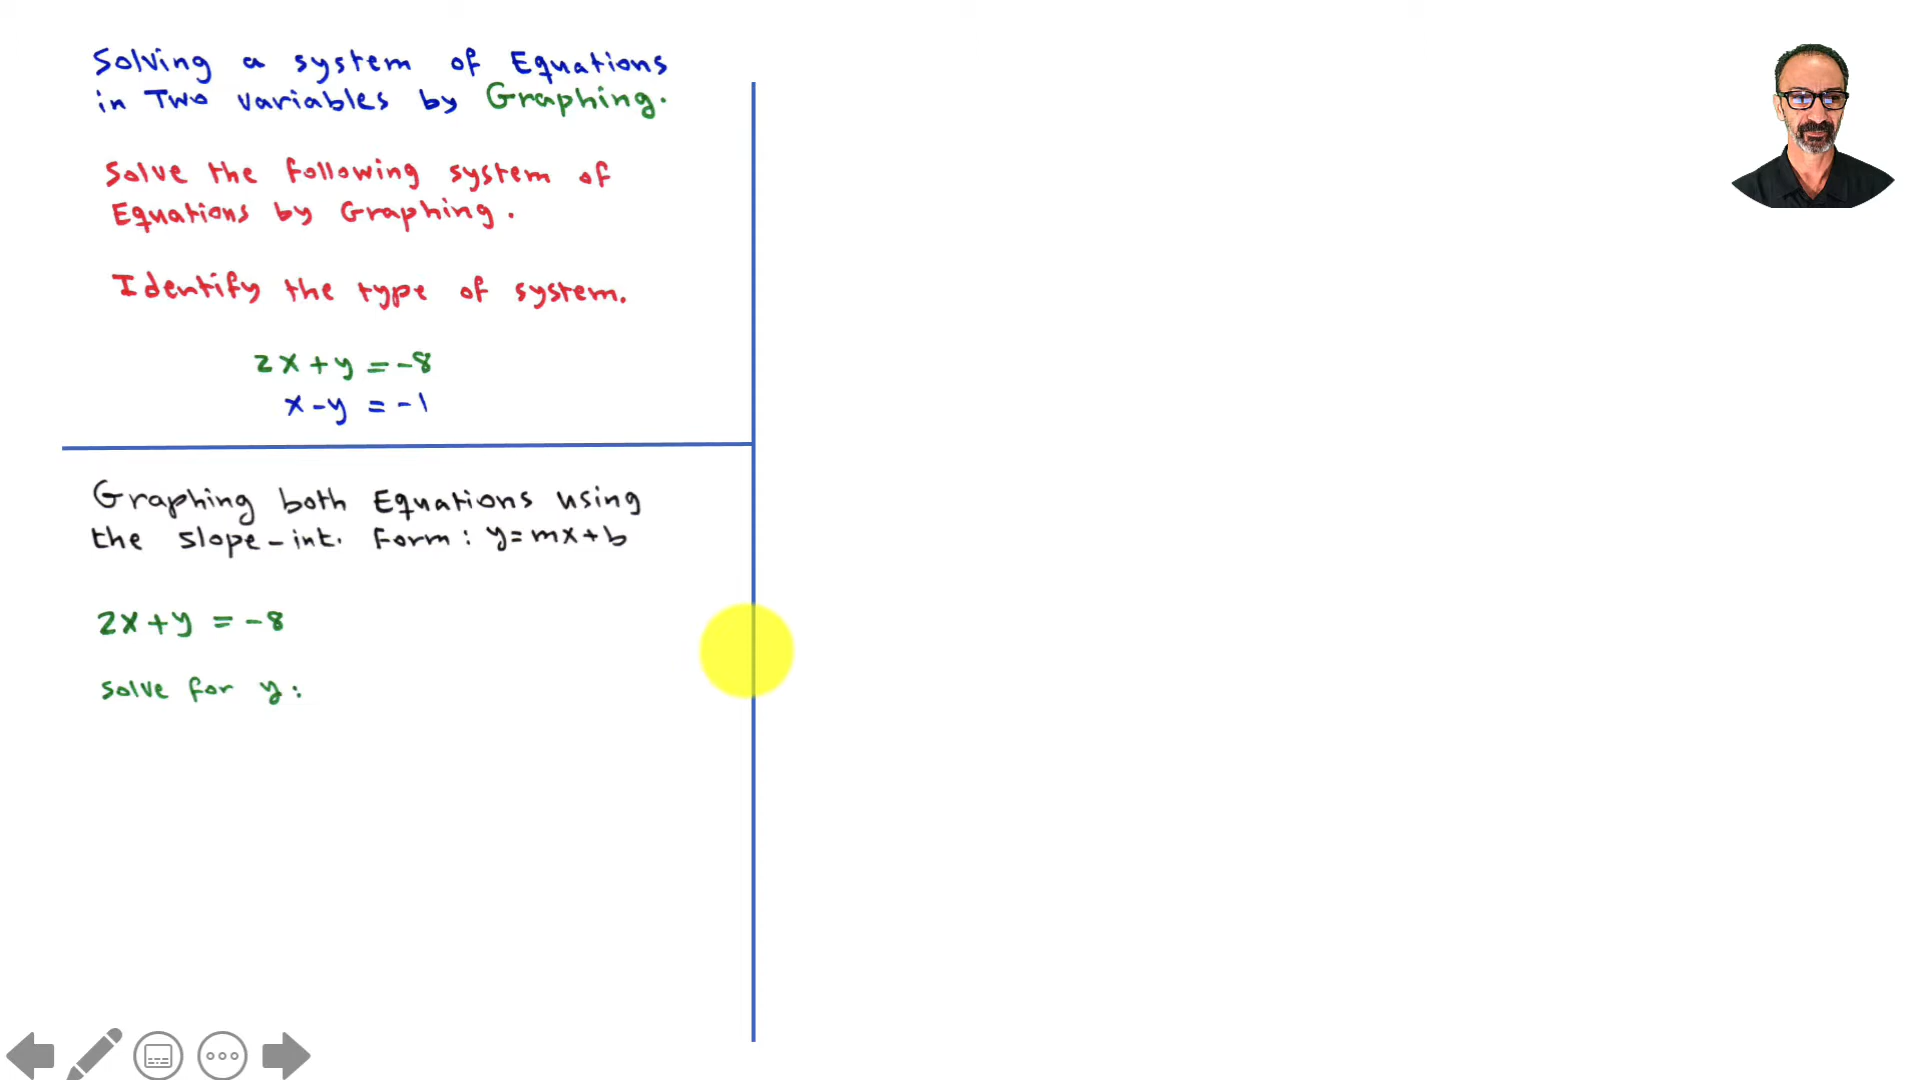 Solving a system of Equations
in Two variables by Graphing.
Solve the following system of
Equations by Graphing.
Identify the type of system.
2x+y=-8
x-y=-1
Graphing both Equations using
the slope-int. Form: y=mx+b
2x+y=-8
solve for y: